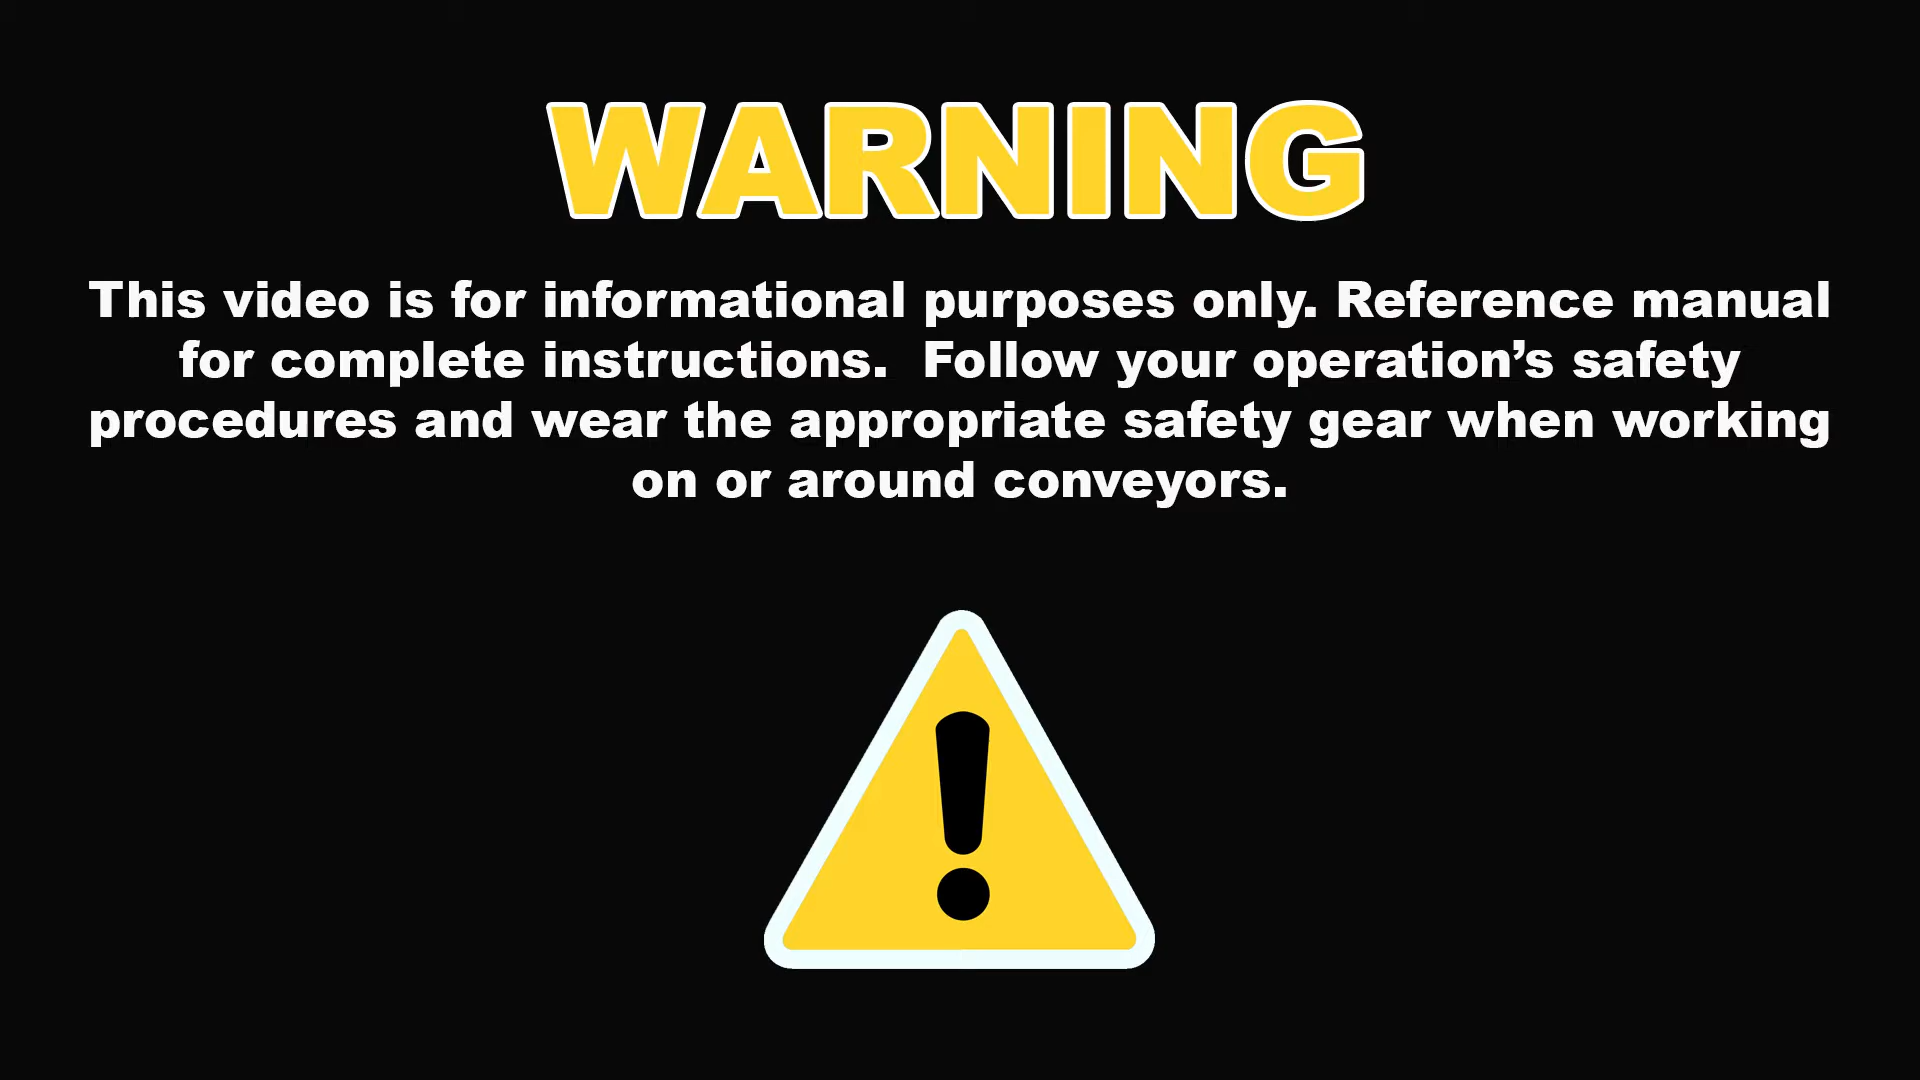 WARNING
This video is for informational purposes only. Reference manual
for complete instructions.  Follow your operation’s safety
procedures and wear the appropriate safety gear when working
on or around conveyors.
!